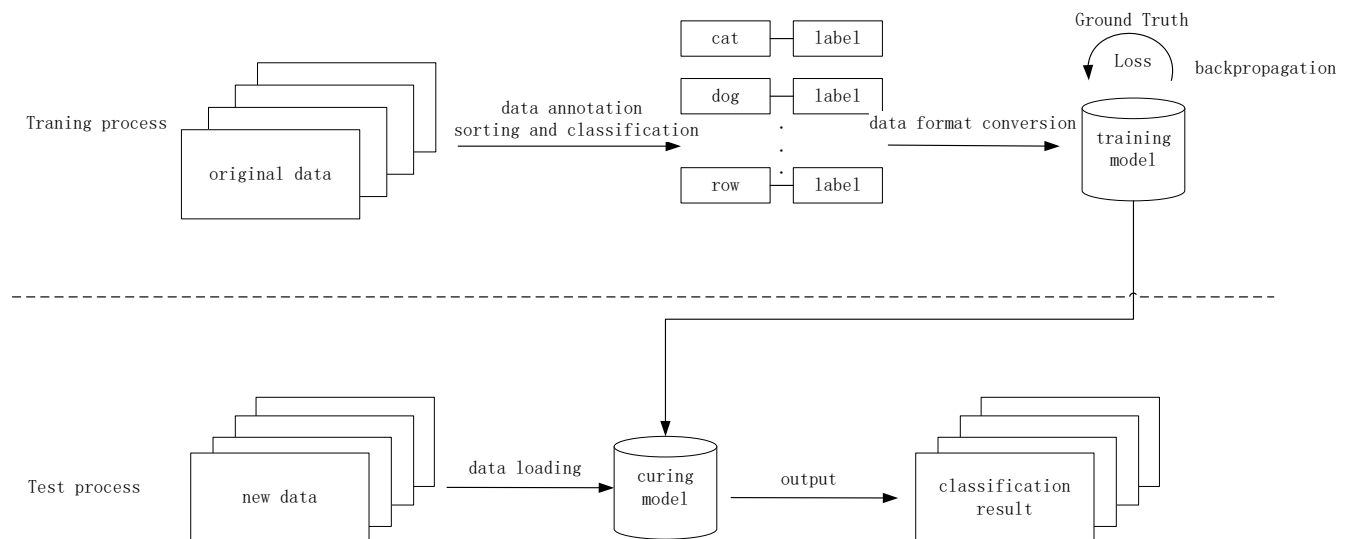 Ground Truth
cat
label
Loss
backpropagation
dog
label
Traning process
data annotation
sorting and classification
.
.
.
data format conversion
training
model
original data
row
label
Test process
new data
data loading
curing
model
output
classification
result